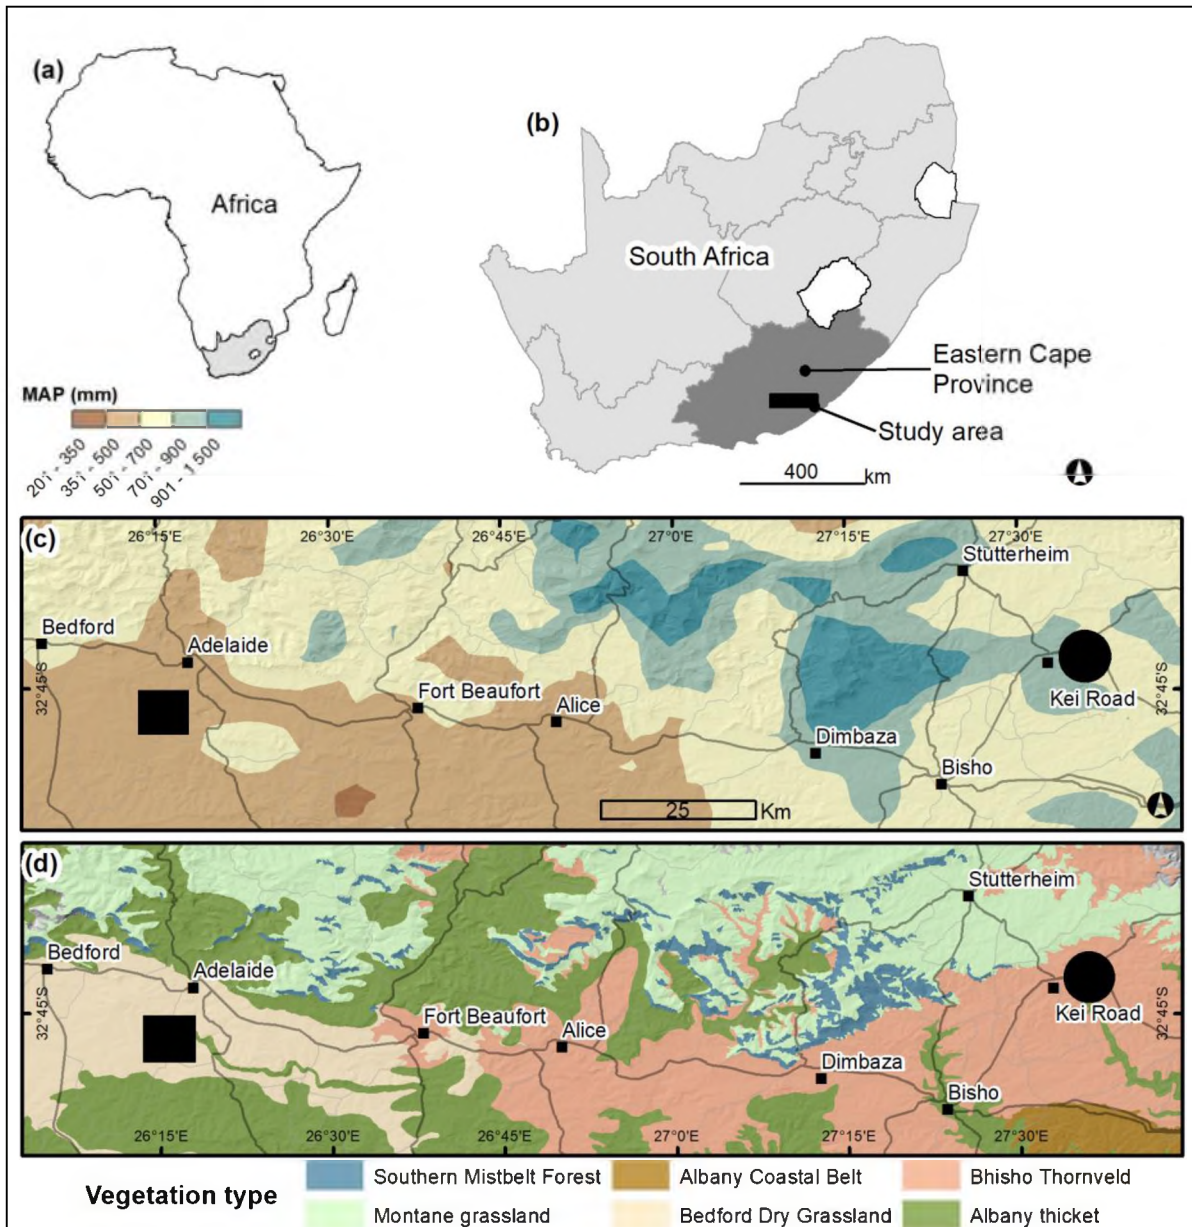 (a)
Africa
(b)
South Africa
Eastern Cape
Province
Study area
400
km
MAP (mm)
201 - 350
351 - 500
501 - 700
701 - 900
901 - 1 500
(c)
26°15'E
26°30'E
26°45'E
27°0'E
27°15'E
27°30'E
Stutterheim
Bedford
Adelaide
32°45'S
Fort Beaufort
Alice
Kei Road
32°45'S
Dimbaza
Bisho
25
Km
(d)
Stutterheim
Bedford
Adelaide
32°45'S
Fort Beaufort
Alice
Kei Road
32°45'S
Dimbaza
Bisho
26°15'E
26°30'E
26°45'E
27°0'E
27°15'E
27°30'E
Vegetation type
Southern Mistbelt Forest
Albany Coastal Belt
Bhisho Thornveld
Montane grassland
Bedford Dry Grassland
Albany thicket